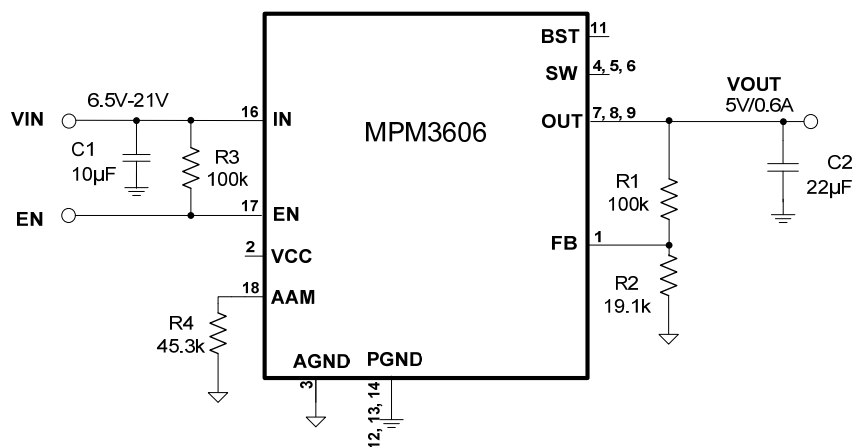 BST
11
SW
4, 5, 6
VIN
6.5V-21V
16
IN
MPM3606
OUT
7, 8, 9
VOUT
5V/0.6A
C1
10µF
R3
100k
R1
100k
C2
22µF
EN
17
EN
FB
1
2
VCC
R2
19.1k
18
AAM
R4
45.3k
AGND
PGND
3
12, 13, 14